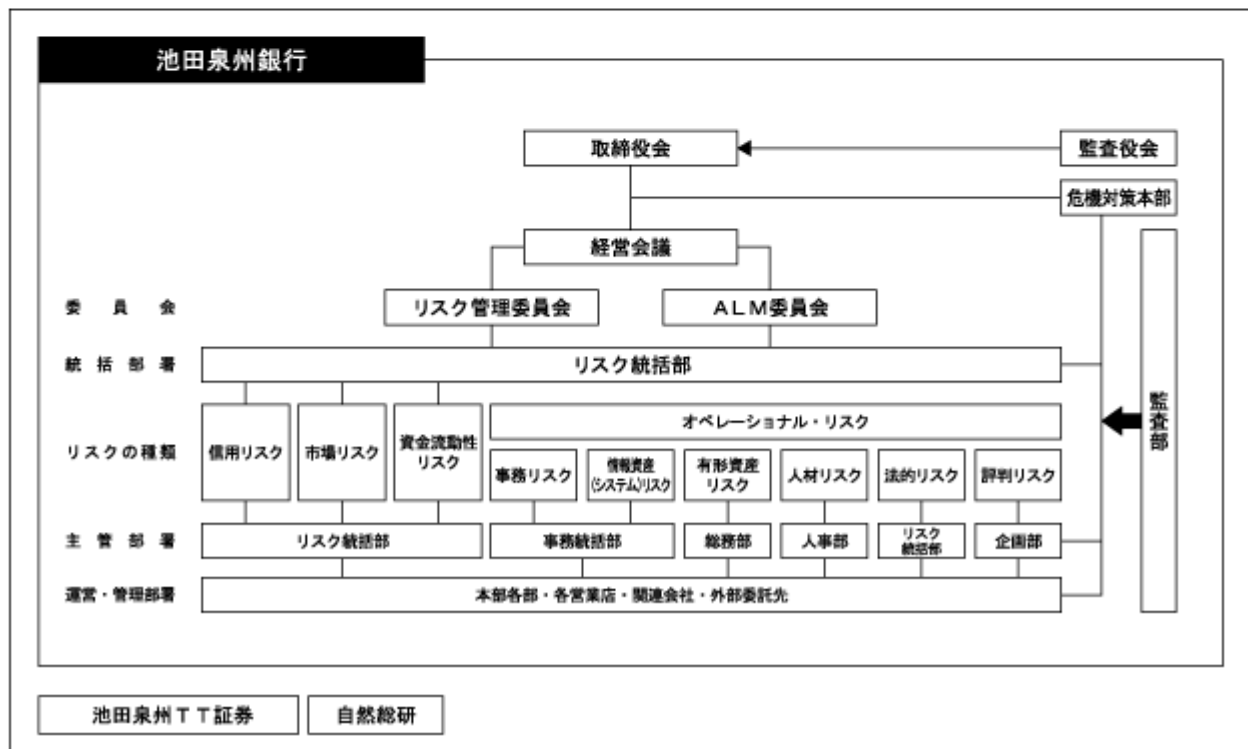 池田泉州銀行
取締役会
監査役会
危機対策本部
経営会議
委員会
リスク管理委員会
ALM委員会
統括部署
リスク統括部
監査部
リスクの種類
信用リスク
市場リスク
資金流動性
リスク
オペレーショナル・リスク
事務リスク
情報資産
(システム)リスク
有形資産
リスク
人材リスク
法的リスク
評判リスク
主管部署
リスク統括部
事務統括部
総務部
人事部
リスク
統括部
企画部
運営・管理部署
本部各部・各営業店・関連会社・外部委託先
池田泉州TT証券
自然総研